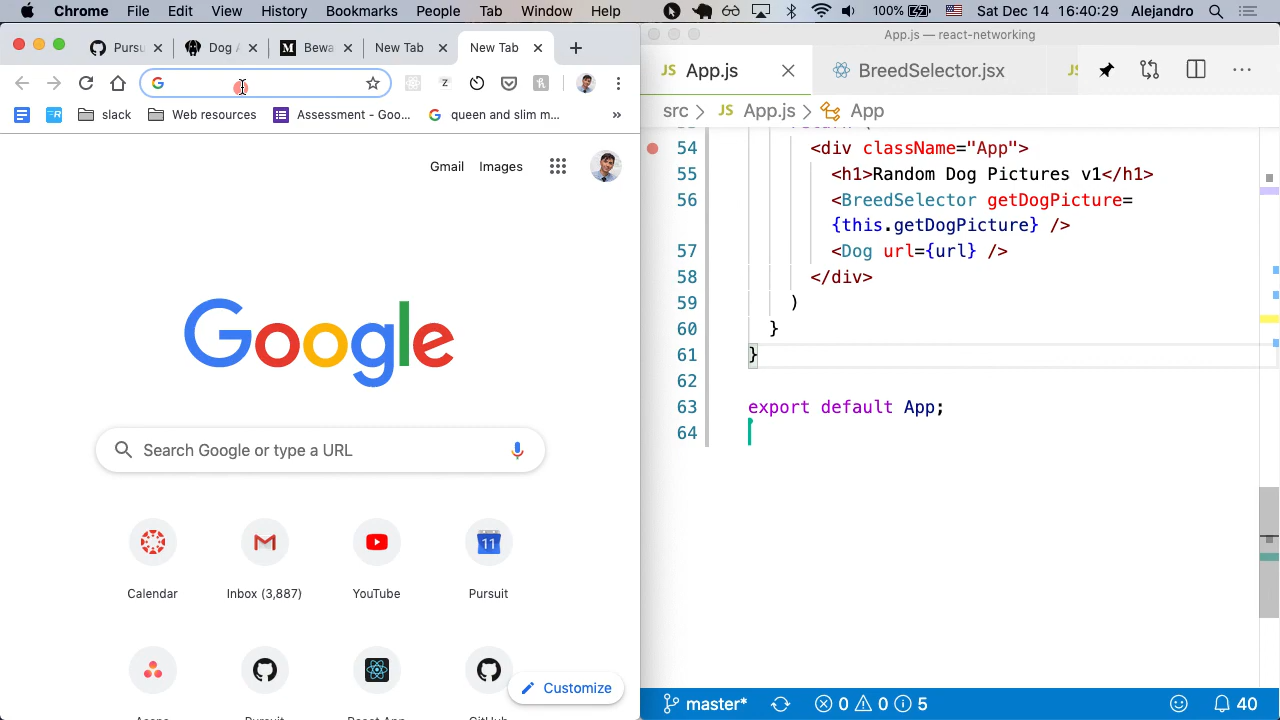 Chrome File Edit View History Bookmarks People Tab Window Help 100% Sat Dec 14 16:40:29 Alejandro
Pursu Dog A Bewa New Tab New Tab
slack Web resources Assessment - Goo... queen and slim m... »
Gmail Images
Google
Search Google or type a URL
Calendar Inbox (3,887) YouTube Pursuit
Customize
App.js — react-networking
JS App.js BreedSelector.jsx JS
src > JS App.js > App
54 <div className="App">
55 <h1>Random Dog Pictures v1</h1>
56 <BreedSelector getDogPicture=
{this.getDogPicture} />
57 <Dog url={url} />
58 </div>
59 )
60 }
61 }
62
63 export default App;
64
master* 0 0 5 40